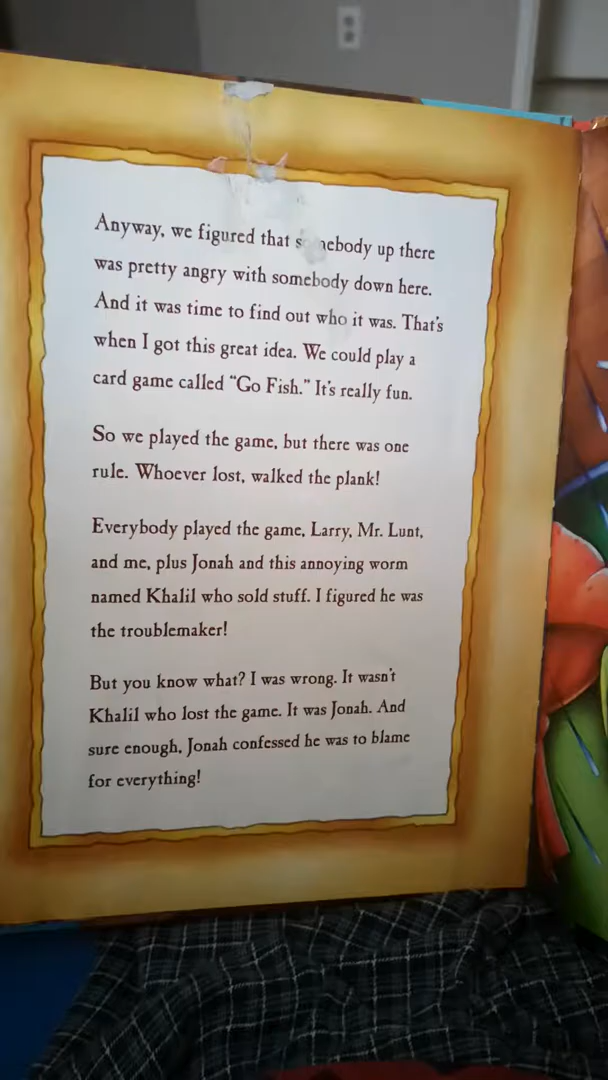 Anyway, we figured that somebody up there
was pretty angry with somebody down here.
And it was time to find out who it was. That's
when I got this great idea. We could play a
card game called “Go Fish.” It's really fun.
So we played the game, but there was one
rule. Whoever lost, walked the plank!
Everybody played the game, Larry, Mr. Lunt,
and me, plus Jonah and this annoying worm
named Khalil who sold stuff. I figured he was
the troublemaker!
But you know what? I was wrong. It wasn't
Khalil who lost the game. It was Jonah. And
sure enough, Jonah confessed he was to blame
for everything!